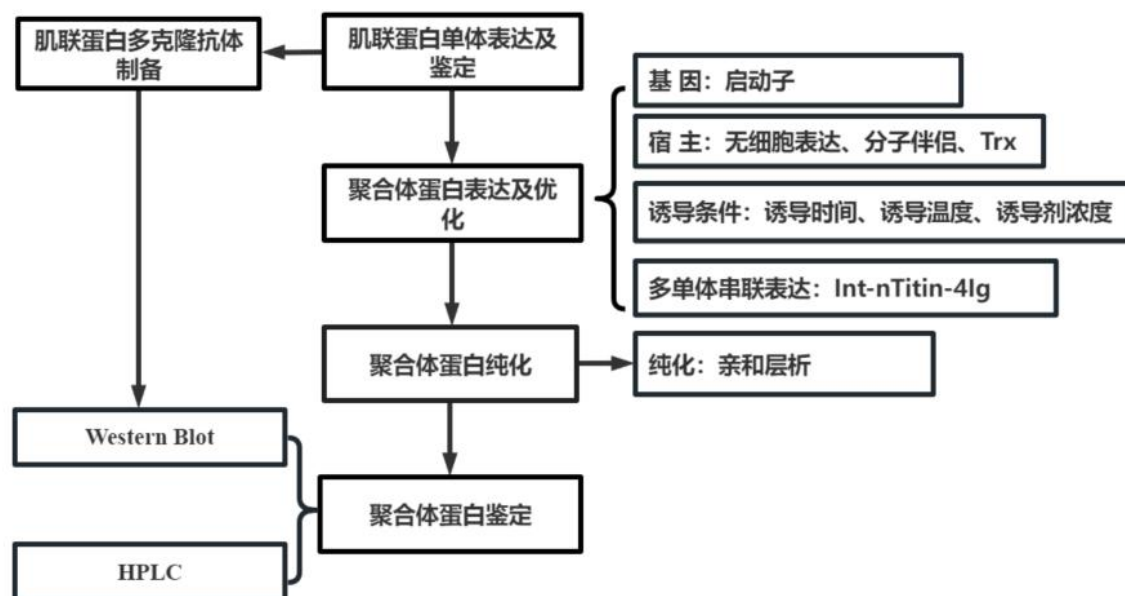 肌联蛋白多克隆抗体
制备
肌联蛋白单体表达及
鉴定
基 因：启动子
宿 主：无细胞表达、分子伴侣、Trx
聚合体蛋白表达及优
化
诱导条件：诱导时间、诱导温度、诱导剂浓度
多单体串联表达：Int-nTitin-4Ig
聚合体蛋白纯化
纯化：亲和层析
Western Blot
聚合体蛋白鉴定
HPLC